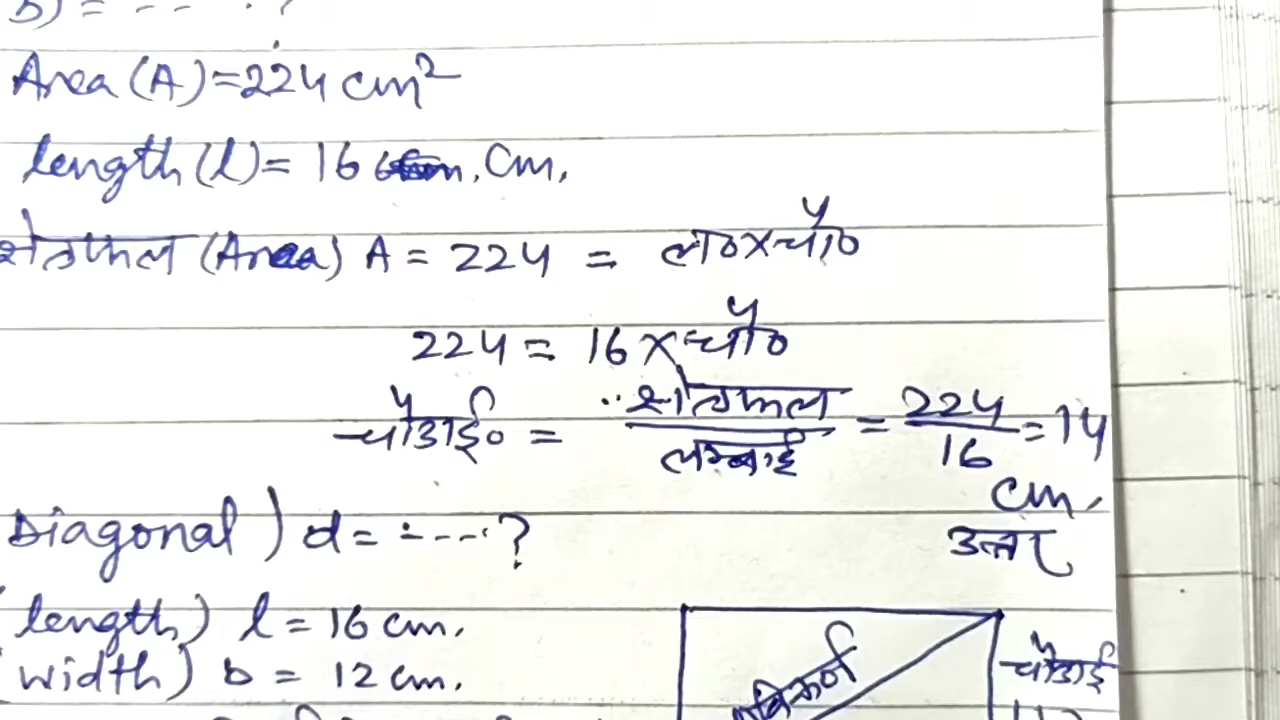 b) = - - - ?
Area (A) = 224 cm²
length (l) = 16 cm.
क्षेत्रफल (Area) A = 224 = ल०×चौ०
224 = 16 × चौ०
चौडाई० = क्षेत्रफल / लम्बाई = 224 / 16 = 14
cm.
उत्तर
Diagonal) d = - - - - ?
(length) l = 16 cm.
(width) b = 12 cm.
विकर्ण
चौडाई